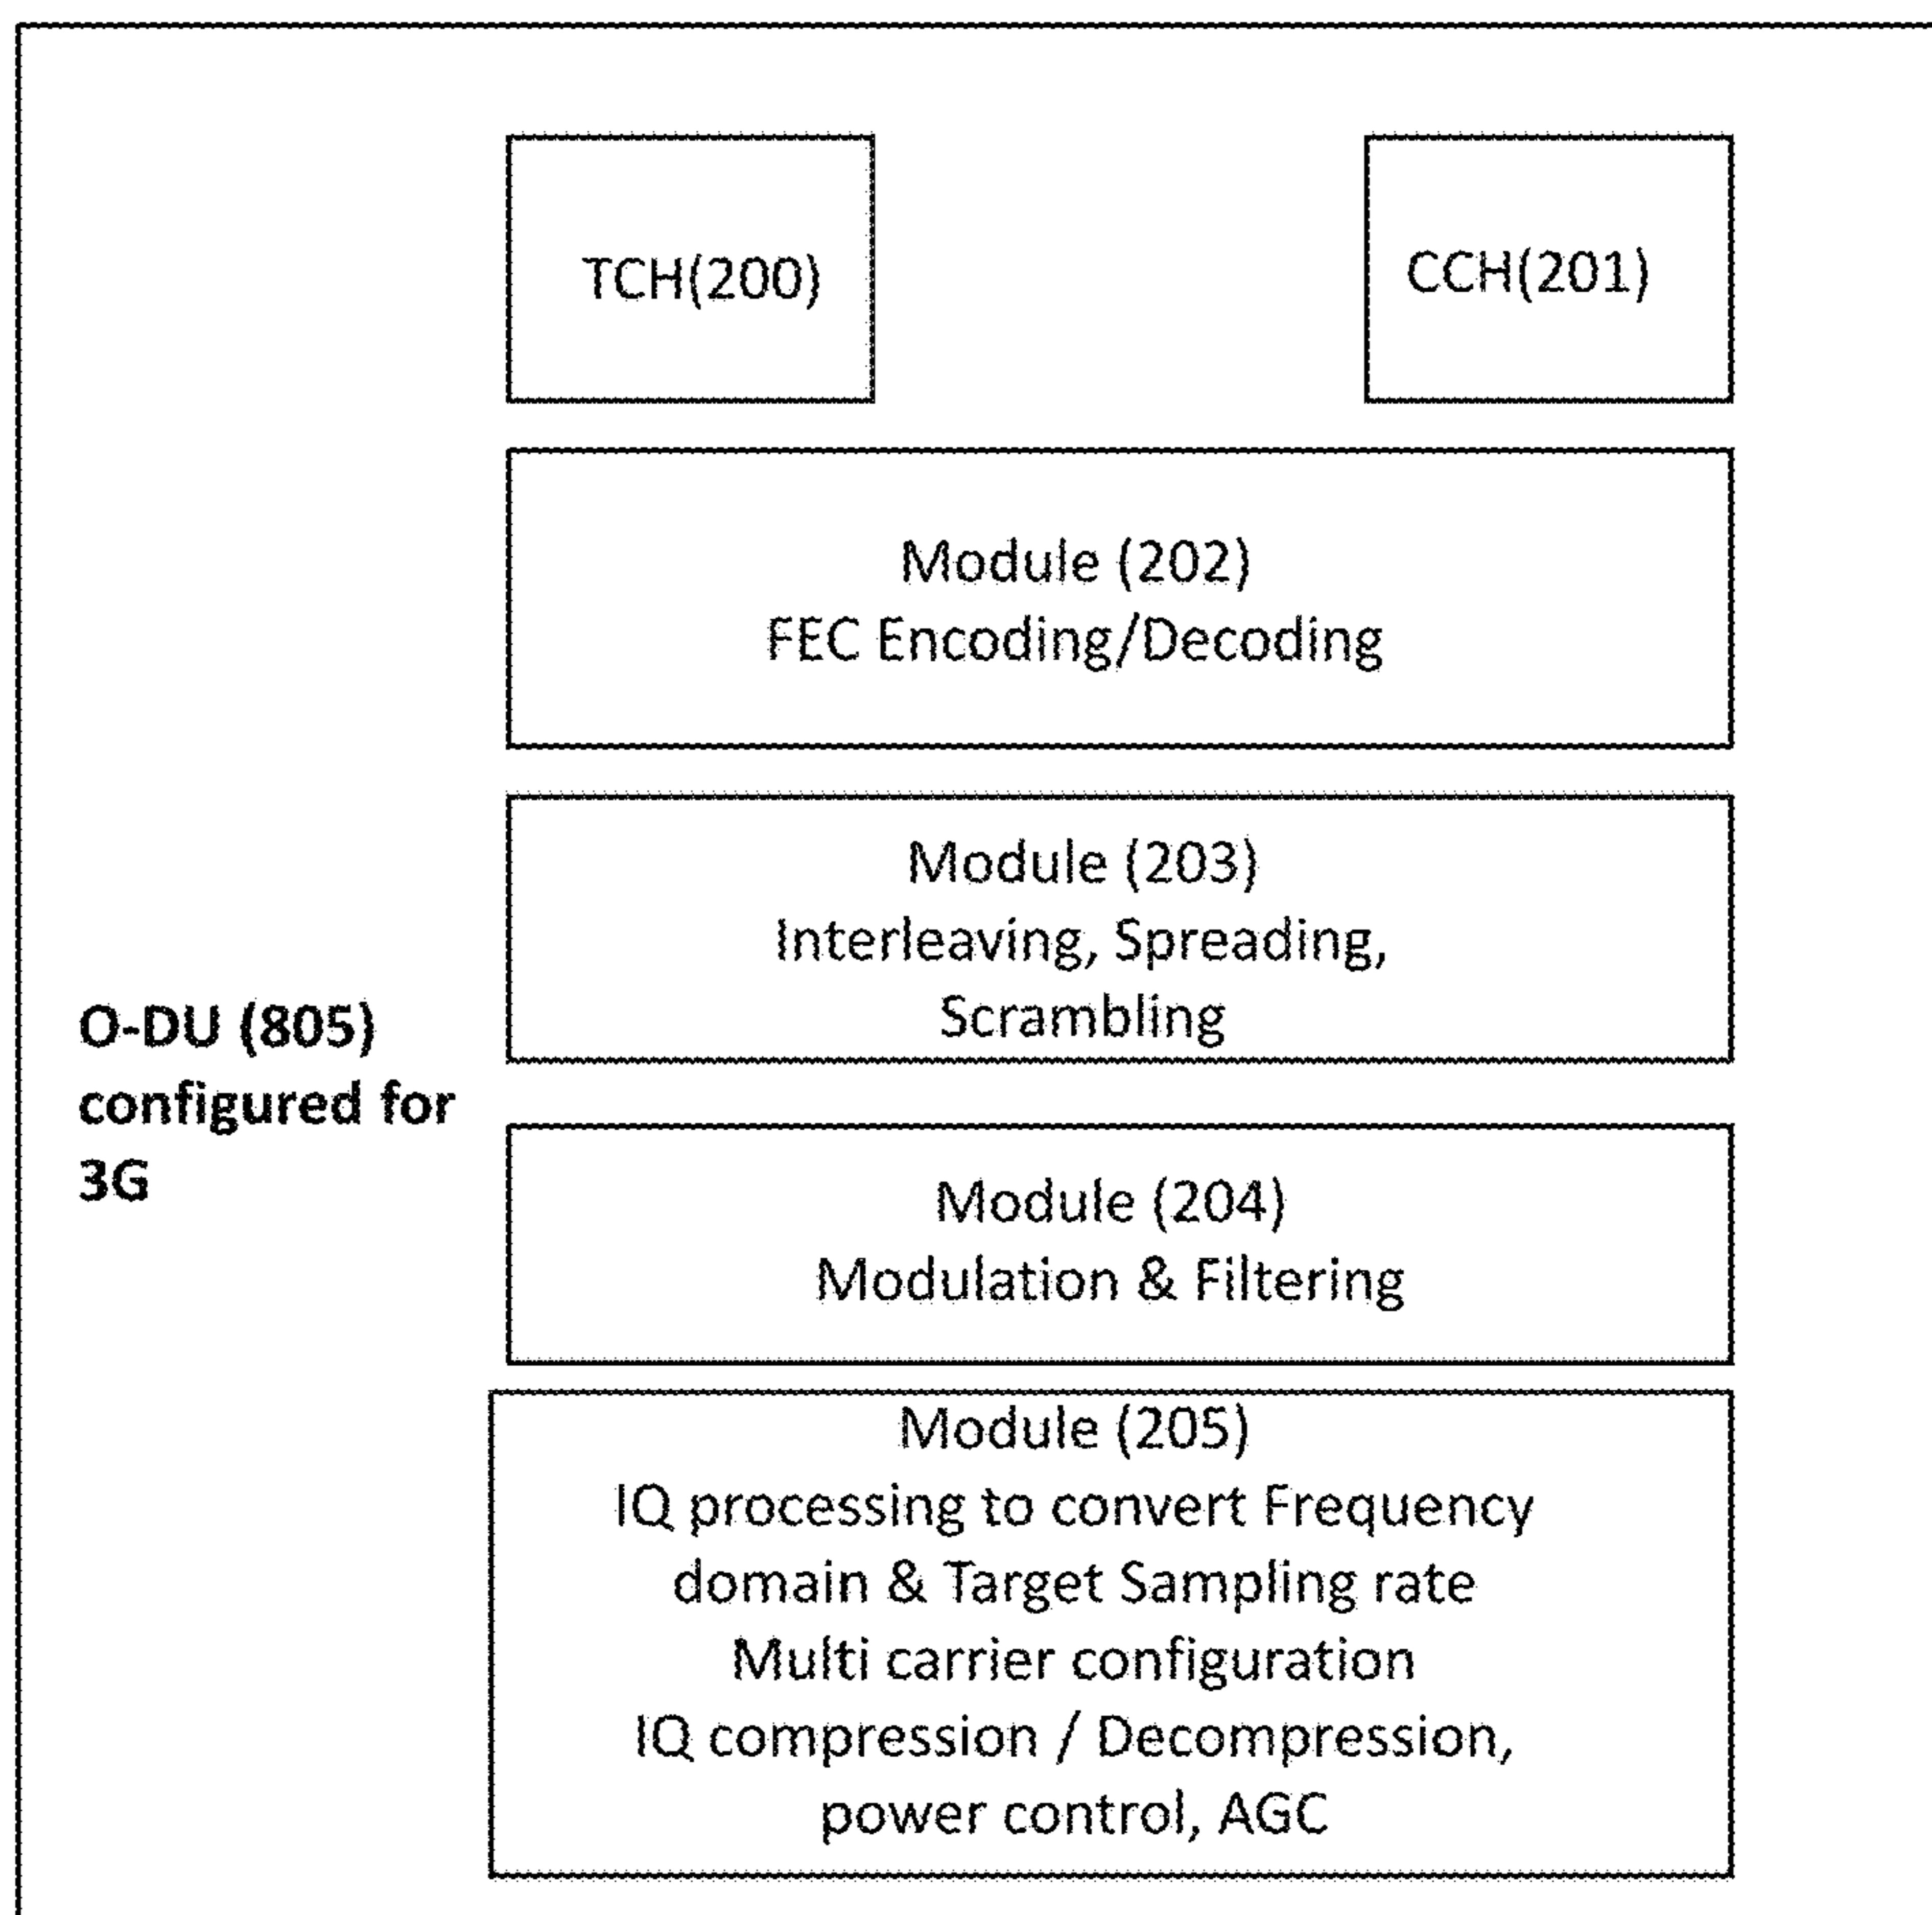 TCH(200)
CCH(201)
Module (202)
FEC Encoding/Decoding
Module (203)
Interleaving, Spreading,
Scrambling
O-DU (805)
configured for
3G
Module (204)
Modulation & Filtering
Module (205)
IQ processing to convert Frequency
domain & Target Sampling rate
Multi carrier configuration
IQ compression / Decompression,
power control, AGC